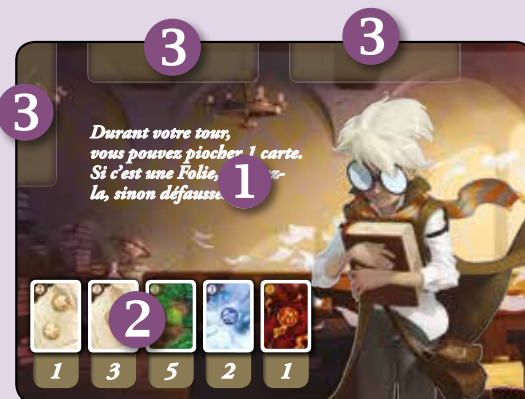 3
3
3
Durant votre tour,
vous pouvez piocher 1 carte.
Si c'est une Folie,
la, sinon
1
2
1 3 5 2 1